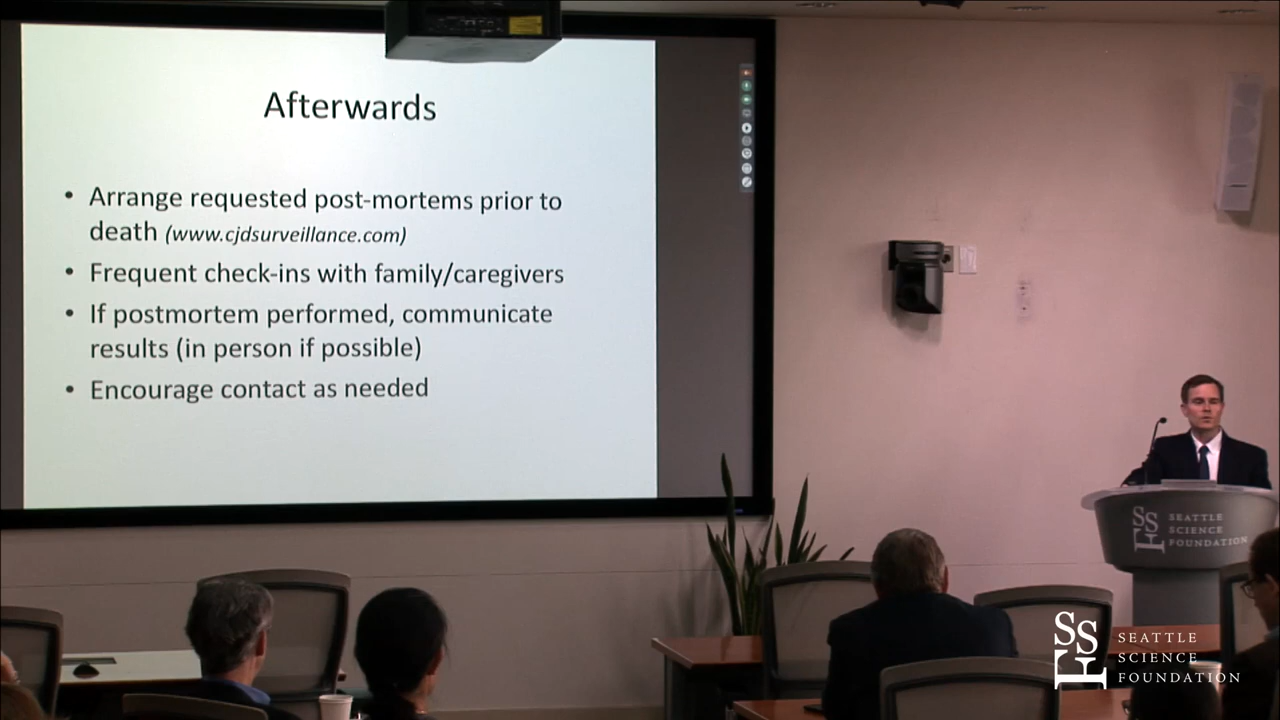 Afterwards
• Arrange requested post-mortems prior to
death (www.cjdsurveillance.com)
• Frequent check-ins with family/caregivers
• If postmortem performed, communicate
results (in person if possible)
• Encourage contact as needed
SSF
SEATTLE
SCIENCE
FOUNDATION
SSF
SEATTLE
SCIENCE
FOUNDATION